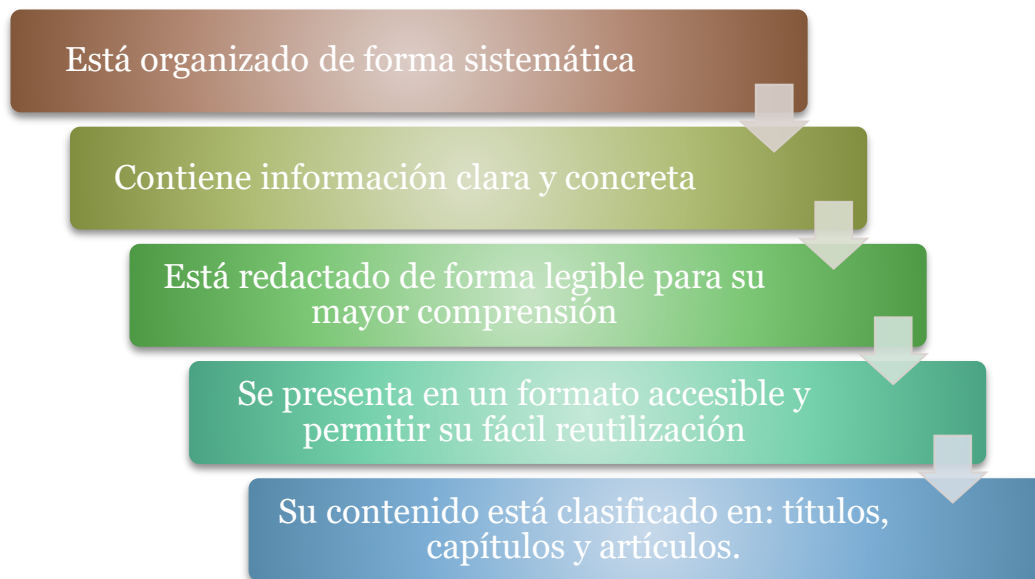 Está organizado de forma sistemática
Contiene información clara y concreta
Está redactado de forma legible para su
mayor comprensión
Se presenta en un formato accesible y
permitir su fácil reutilización
Su contenido está clasificado en: títulos,
capítulos y artículos.